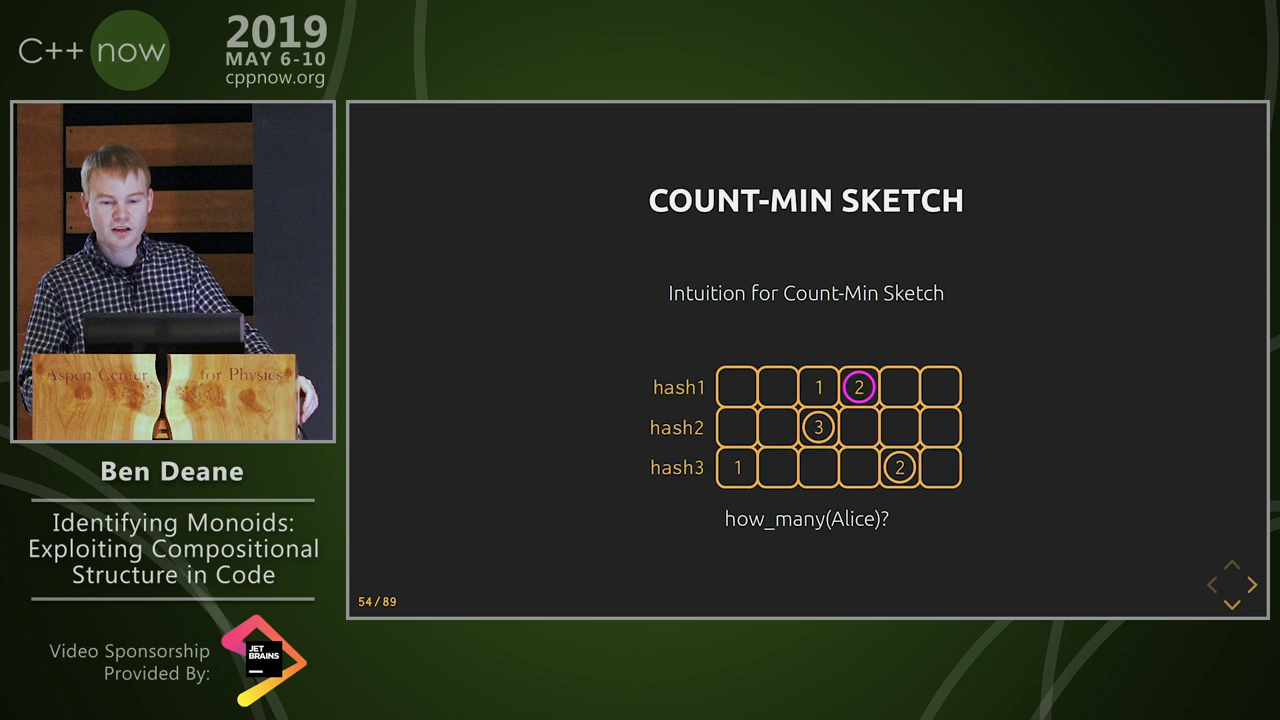 C++ now
2019
MAY 6-10
cppnow.org
Aspen Center for Physics
Ben Deane
Identifying Monoids:
Exploiting Compositional
Structure in Code
Video Sponsorship
Provided By:
JET
BRAINS
COUNT-MIN SKETCH
Intuition for Count-Min Sketch
hash1 1 2
hash2 3
hash3 1 2
how_many(Alice)?
54/89